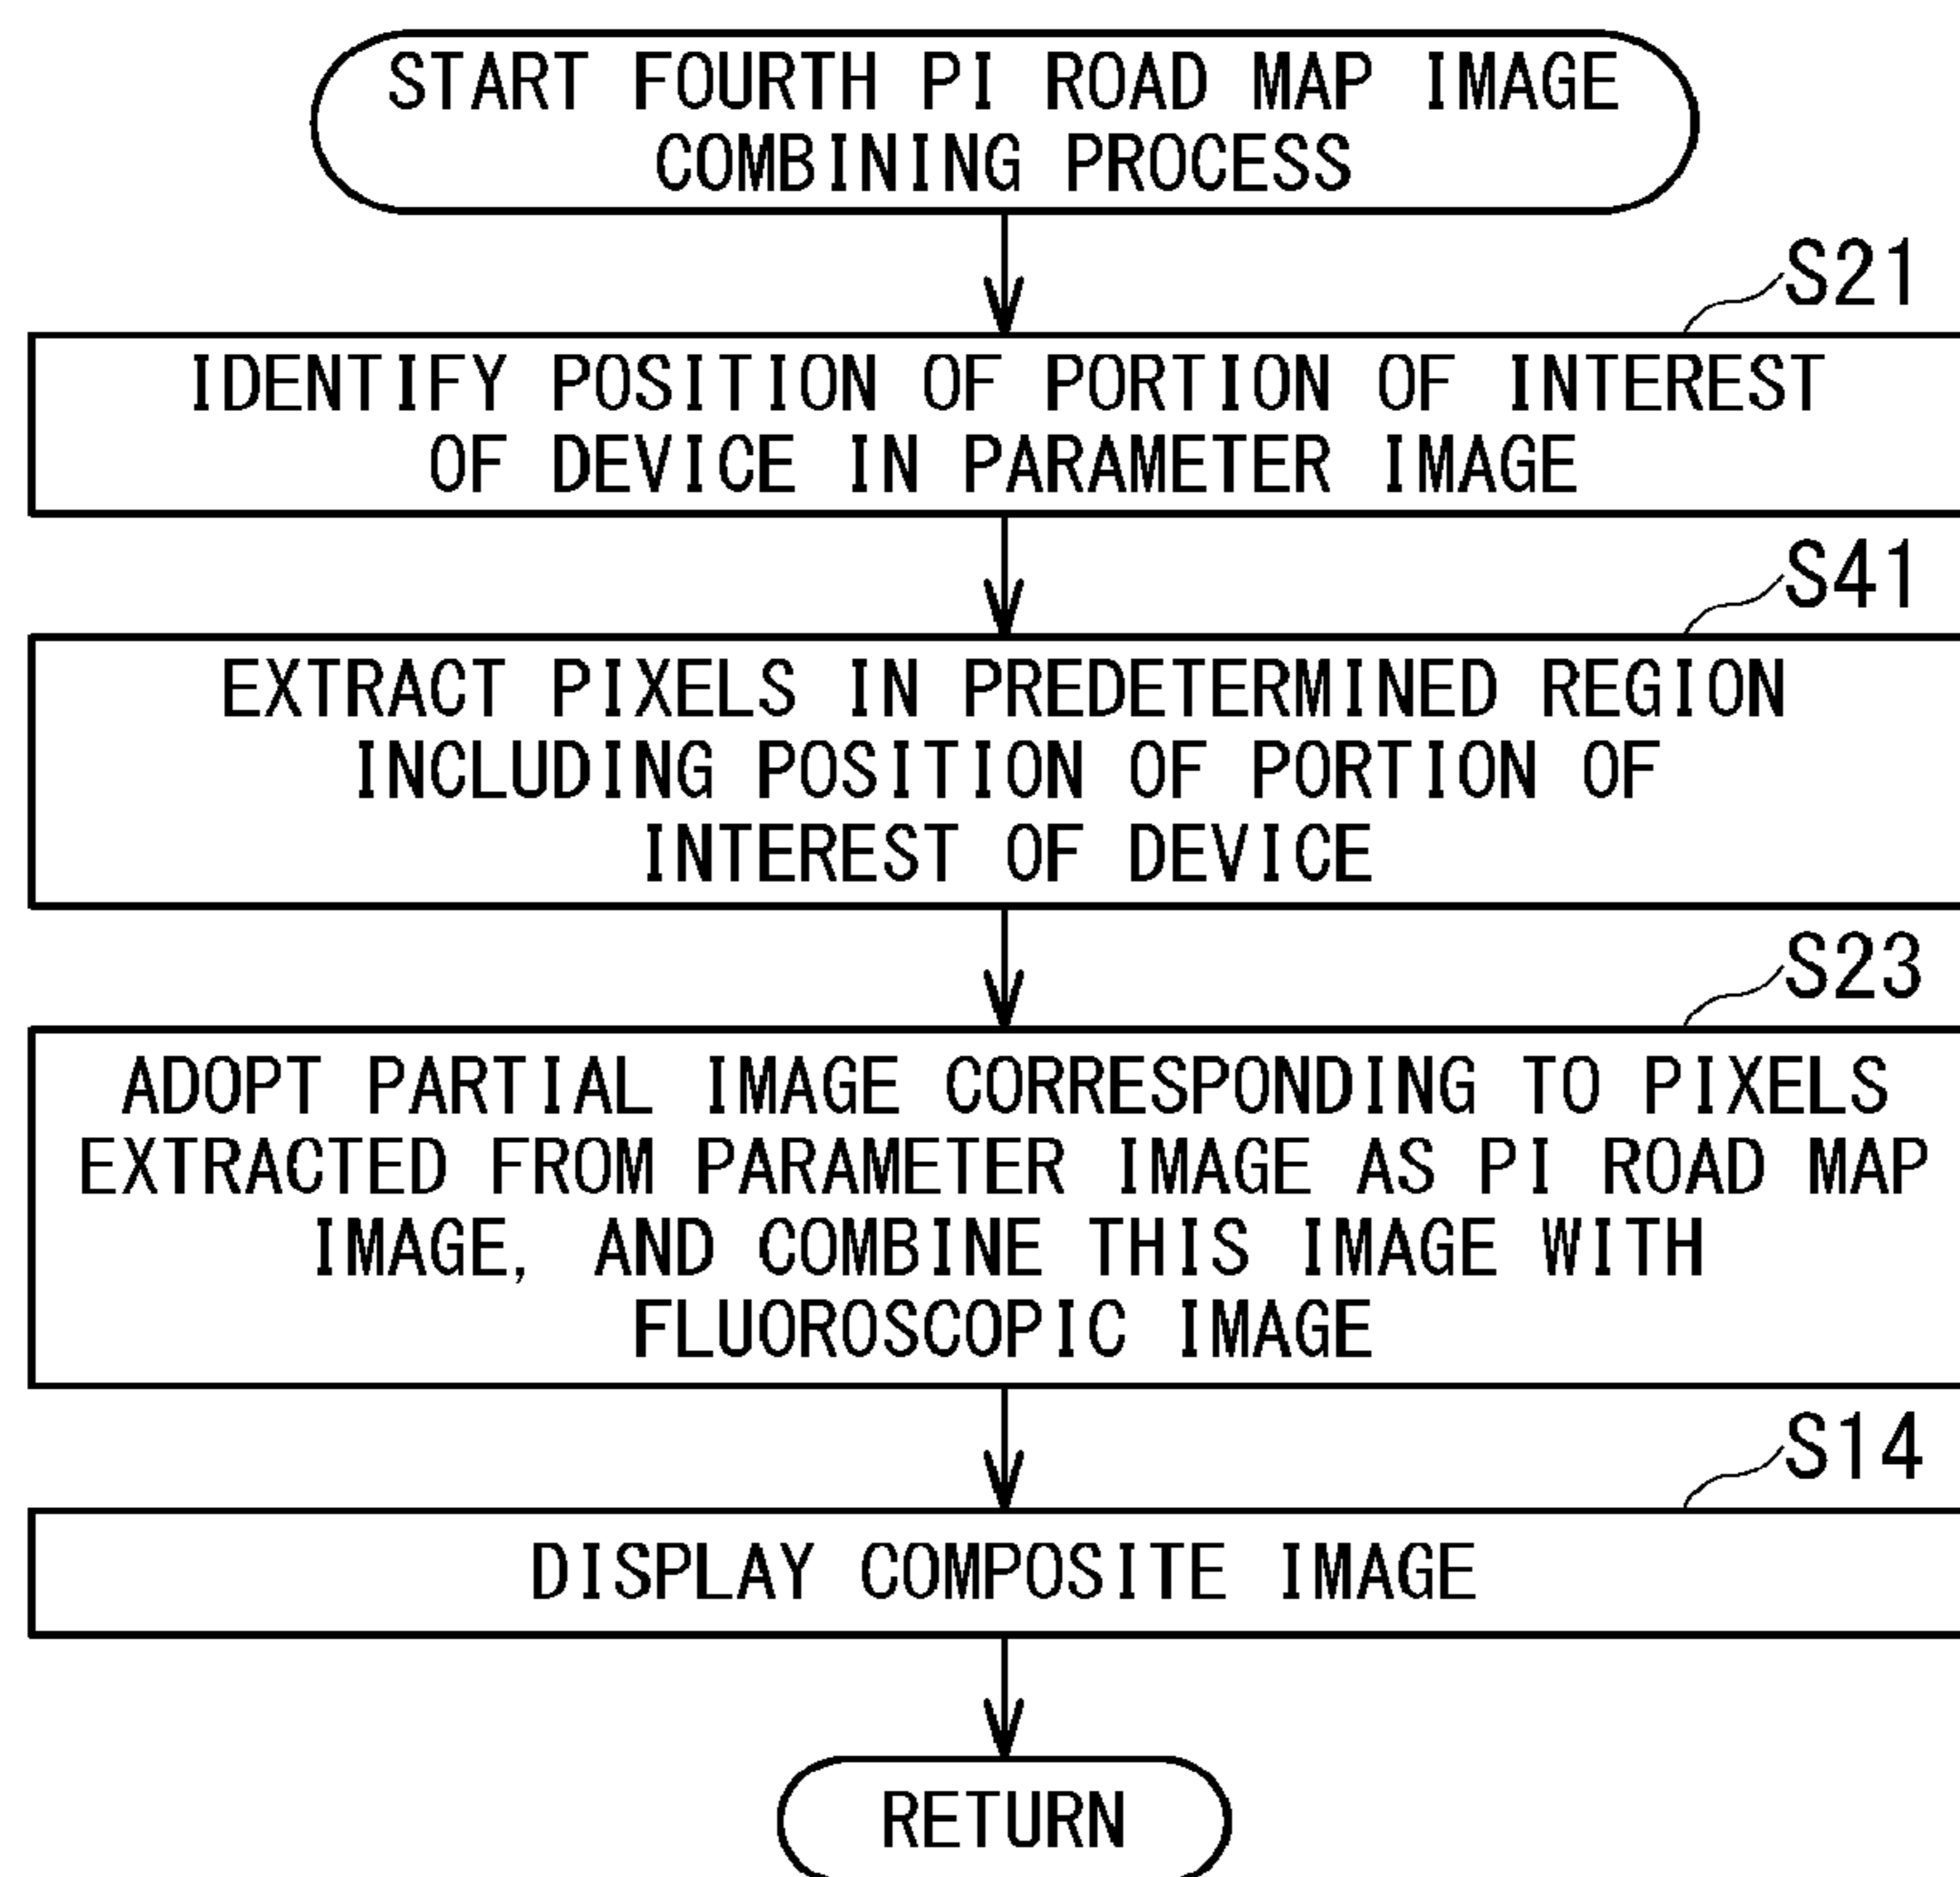 START FOURTH PI ROAD MAP IMAGE
COMBINING PROCESS
S21
IDENTIFY POSITION OF PORTION OF INTEREST
OF DEVICE IN PARAMETER IMAGE
S41
EXTRACT PIXELS IN PREDETERMINED REGION
INCLUDING POSITION OF PORTION OF
INTEREST OF DEVICE
S23
ADOPT PARTIAL IMAGE CORRESPONDING TO PIXELS
EXTRACTED FROM PARAMETER IMAGE AS PI ROAD MAP
IMAGE, AND COMBINE THIS IMAGE WITH
FLUOROSCOPIC IMAGE
S14
DISPLAY COMPOSITE IMAGE
RETURN